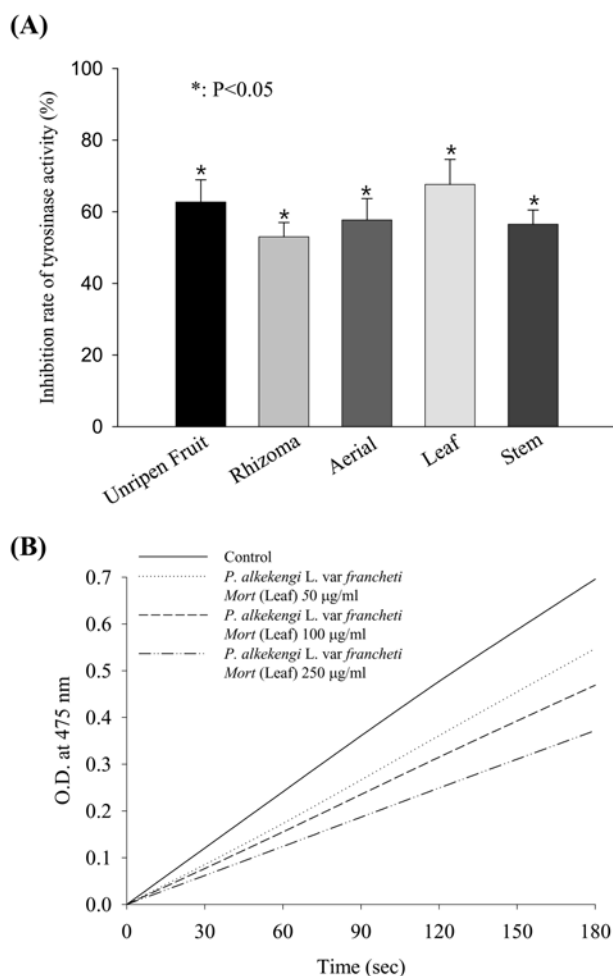 (A)
*: P<0.05
Inhibition rate of tyrosinase activity (%)
100
80
60
40
20
0
*
*
*
*
*
Unripen Fruit
Rhizoma
Aerial
Leaf
Stem
(B)
Control
P. alkekengi L. var francheti
Mort (Leaf) 50 μg/ml
P. alkekengi L. var francheti
Mort (Leaf) 100 μg/ml
P. alkekengi L. var francheti
Mort (Leaf) 250 μg/ml
O.D. at 475 nm
0.7
0.6
0.5
0.4
0.3
0.2
0.1
0.0
0
30
60
90
120
150
180
Time (sec)